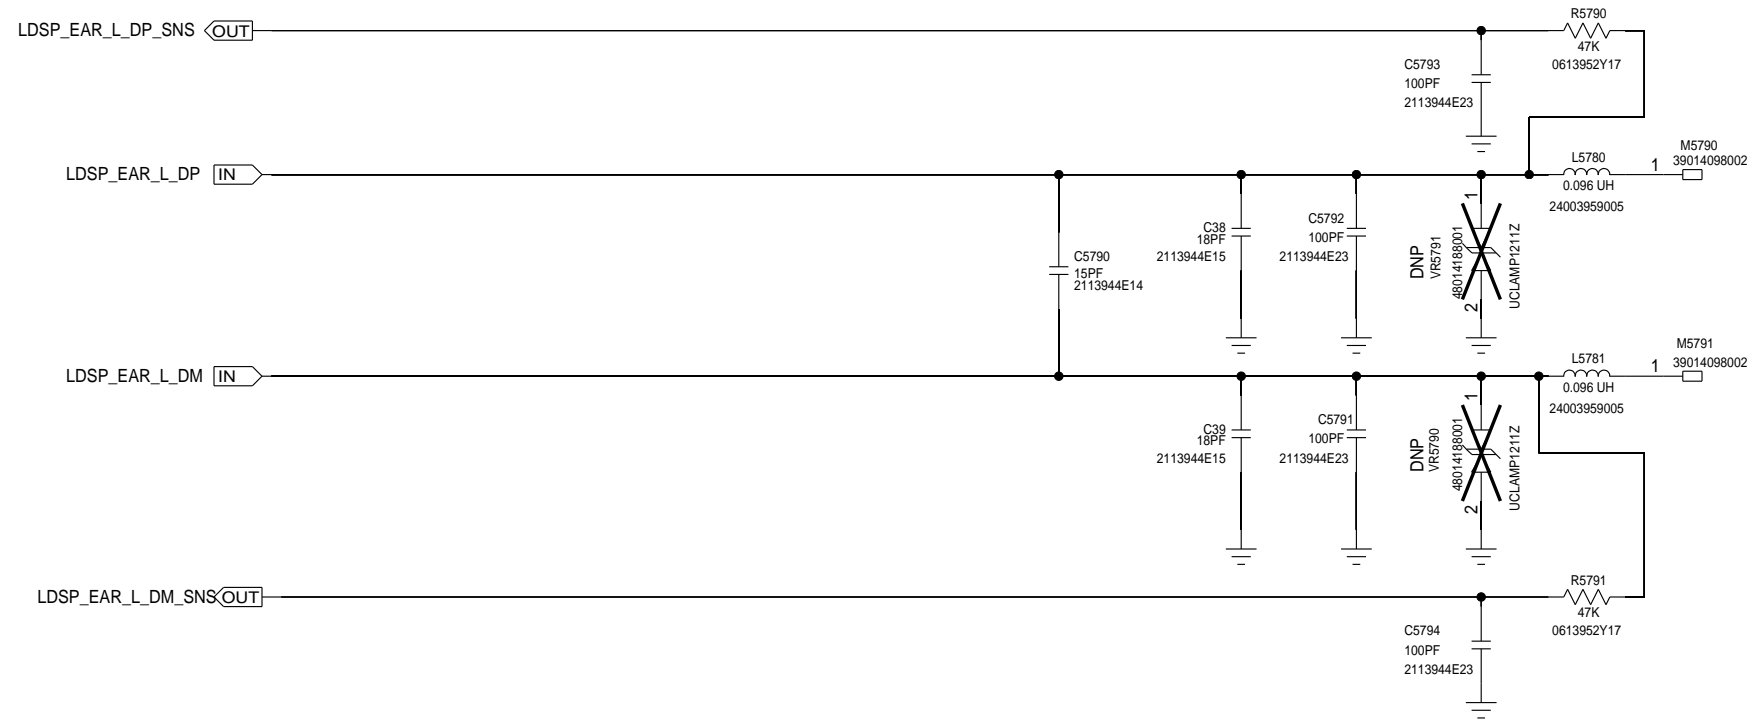 R5790
LDSP_EAR_L_DP_SNS OUT
47K
0613952Y17
C5793
100PF
2113944E23
M5790
39014098002
L5780
1
LDSP_EAR_L_DP IN
0.096 UH
24003959005
1
C38
18PF
2113944E15
C5792
100PF
2113944E23
DNP
VR5791
48014188001
UCLAMP1211Z
2
C5790
15PF
2113944E14
M5791
39014098002
L5781
1
LDSP_EAR_L_DM IN
0.096 UH
24003959005
1
C39
18PF
2113944E15
C5791
100PF
2113944E23
DNP
VR5790
48014188001
UCLAMP1211Z
2
R5791
LDSP_EAR_L_DM_SNS OUT
47K
0613952Y17
C5794
100PF
2113944E23